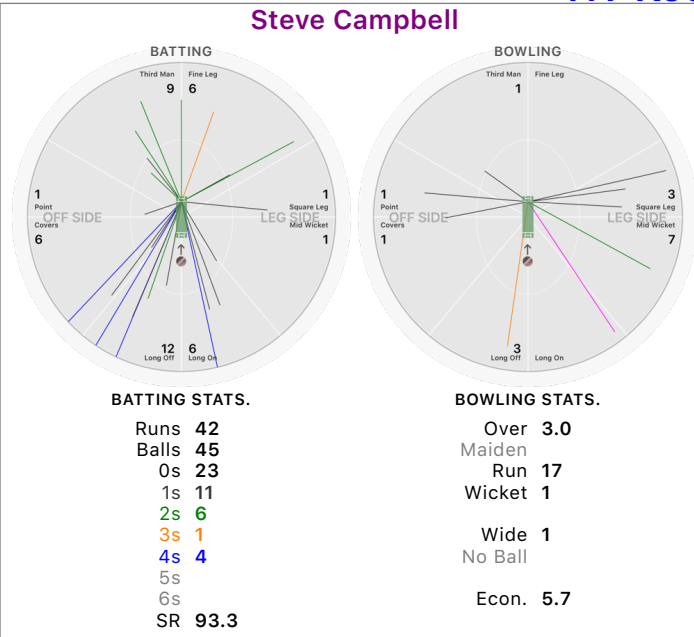 Steve Campbell
BATTING
Third Man Fine Leg
9 6
1 1
Point Square Leg
OFF SIDE LEG SIDE
Covers Mid Wicket
6 1
12 6
Long Off Long On
BOWLING
Third Man Fine Leg
1
3
Square Leg
OFF SIDE LEG SIDE
Point
Covers Mid Wicket
1 7
3
Long Off Long On
BATTING STATS.
Runs 42
Balls 45
0s 23
1s 11
2s 6
3s 1
4s 4
5s
6s
SR 93.3
BOWLING STATS.
Over 3.0
Maiden
Run 17
Wicket 1
Wide 1
No Ball
Econ. 5.7